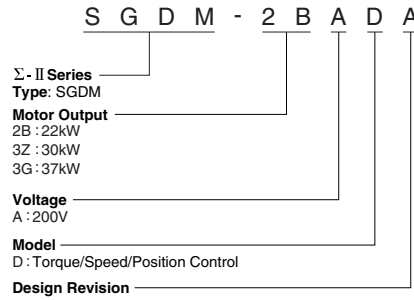 S G D M - 2 B A D A
Σ-Ⅱ Series
Type: SGDM
Motor Output
2B : 22kW
3Z : 30kW
3G : 37kW
Voltage
A : 200V
Model
D : Torque/Speed/Position Control
Design Revision